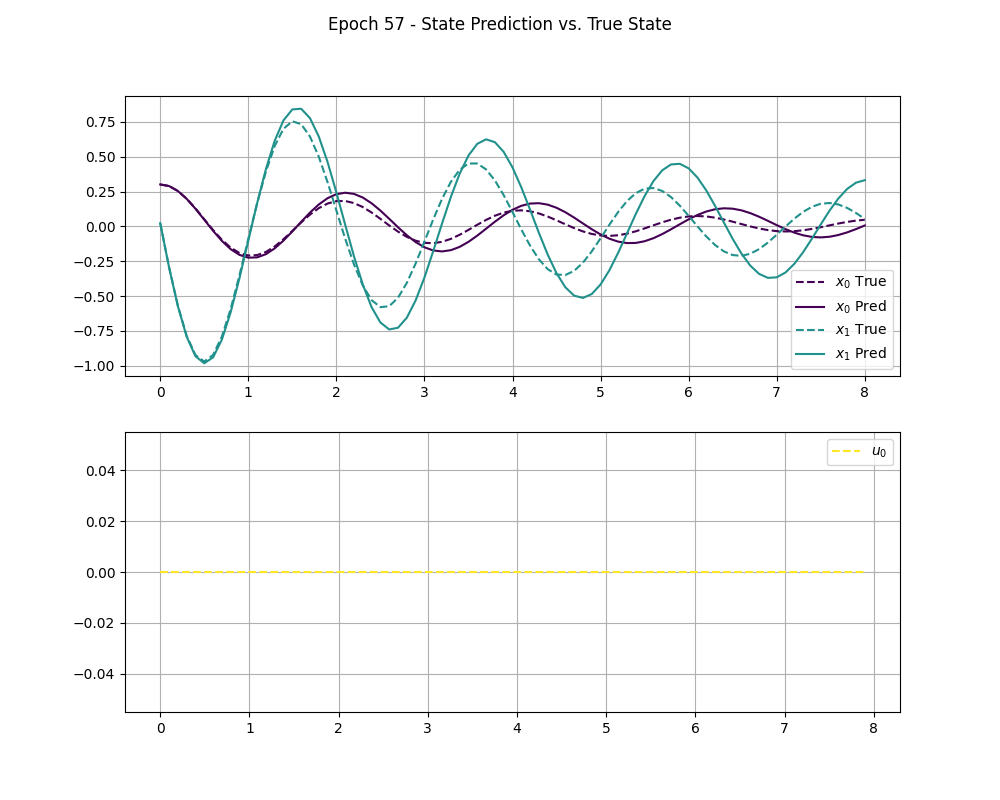 Epoch 57 - State Prediction vs. True State
0.75
0.50
0.25
0.00
−0.25
−0.50
−0.75
−1.00
x₀ True
x₀ Pred
x₁ True
x₁ Pred
0 1 2 3 4 5 6 7 8
0.04
0.02
0.00
−0.02
−0.04
u₀
0 1 2 3 4 5 6 7 8